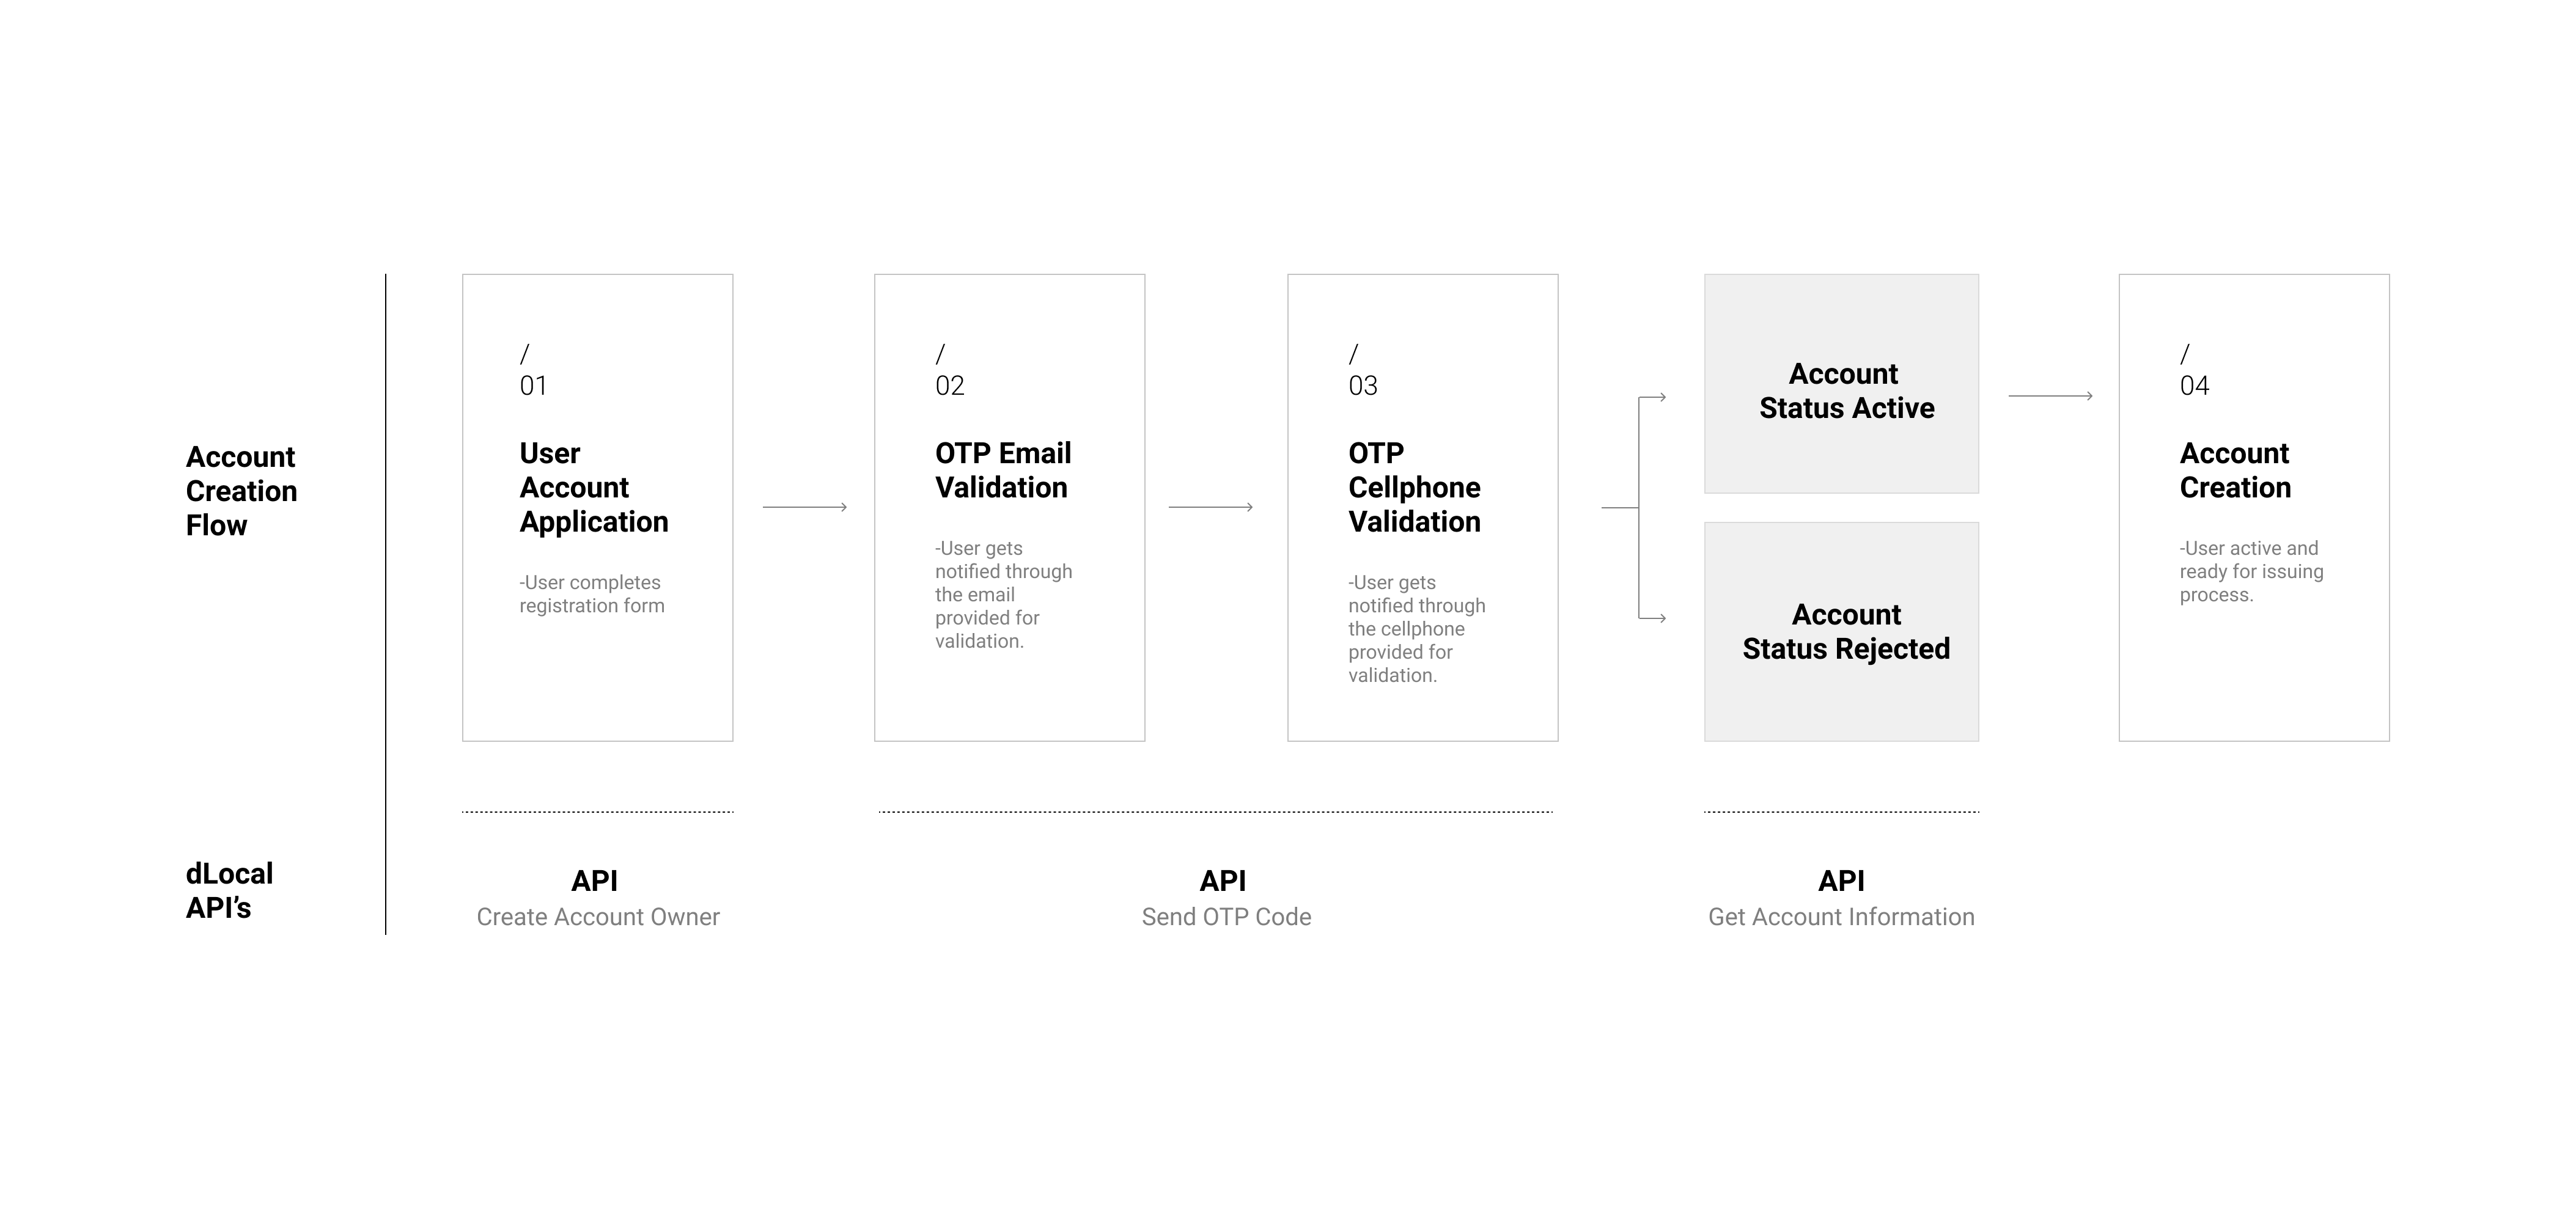 Account
Creation
Flow
/
01
User
Account
Application
-User completes
registration form
/
02
OTP Email
Validation
-User gets
notified through
the email
provided for
validation.
/
03
OTP
Cellphone
Validation
-User gets
notified through
the cellphone
provided for
validation.
Account
Status Active
Account
Status Rejected
/
04
Account
Creation
-User active and
ready for issuing
process.
dLocal
API’s
API
Create Account Owner
API
Send OTP Code
API
Get Account Information